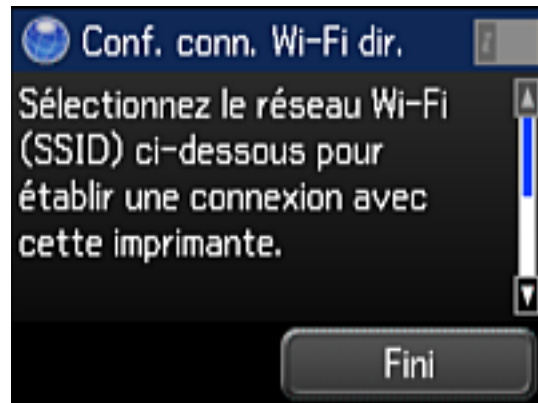 Conf. conn. Wi-Fi dir.
Sélectionnez le réseau Wi-Fi
(SSID) ci-dessous pour
établir une connexion avec
cette imprimante.
Fini